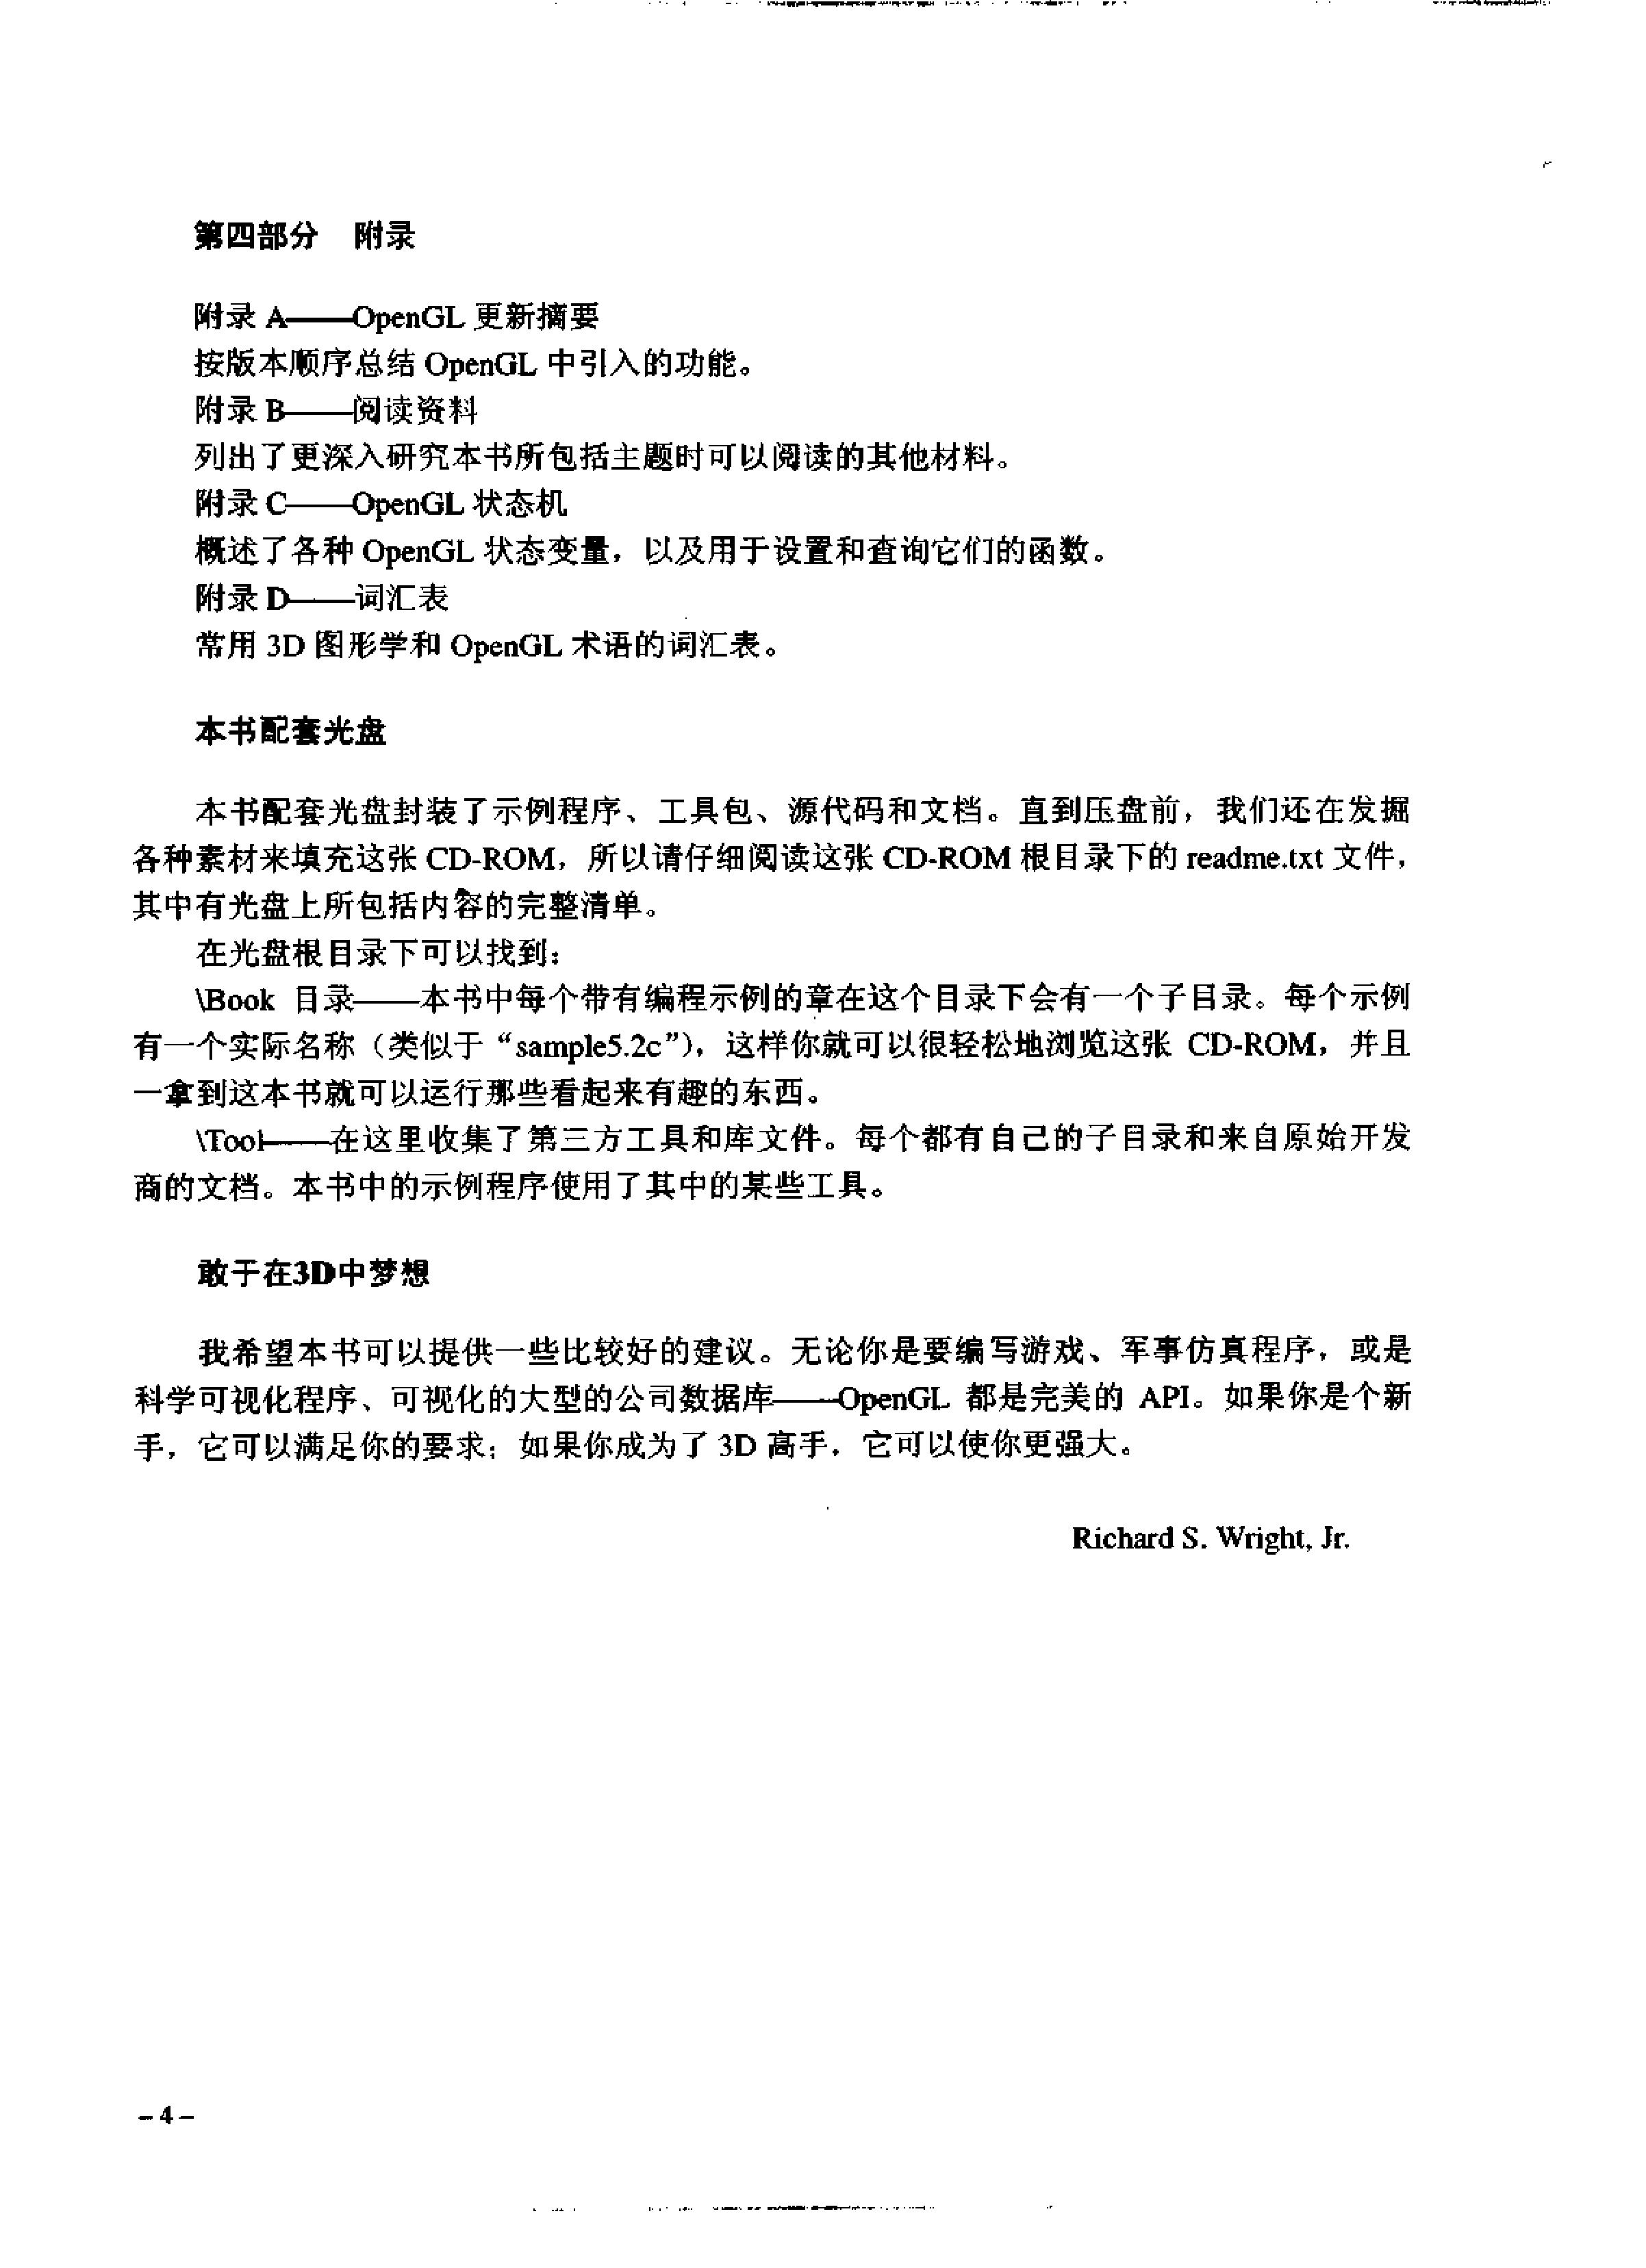 第四部分　附录
附录 A——OpenGL 更新摘要
按版本顺序总结 OpenGL 中引入的功能。
附录 B——阅读资料
列出了更深入研究本书所包括主题时可以阅读的其他材料。
附录 C——OpenGL 状态机
概述了各种 OpenGL 状态变量，以及用于设置和查询它们的函数。
附录 D——词汇表
常用 3D 图形学和 OpenGL 术语的词汇表。
本书配套光盘
本书配套光盘封装了示例程序、工具包、源代码和文档。直到压盘前，我们还在发掘
各种素材来填充这张 CD-ROM，所以请仔细阅读这张 CD-ROM 根目录下的 readme.txt 文件，
其中有光盘上所包括内容的完整清单。
在光盘根目录下可以找到：
\Book 目录——本书中每个带有编程示例的章在这个目录下会有一个子目录。每个示例
有一个实际名称（类似于“sample5.2c”），这样你就可以很轻松地浏览这张 CD-ROM，并且
一拿到这本书就可以运行那些看起来有趣的东西。
\Tool——在这里收集了第三方工具和库文件。每个都有自己的子目录和来自原始开发
商的文档。本书中的示例程序使用了其中的某些工具。
敢于在3D中梦想
我希望本书可以提供一些比较好的建议。无论你是要编写游戏、军事仿真程序，或是
科学可视化程序、可视化的大型的公司数据库——OpenGL 都是完美的 API。如果你是个新
手，它可以满足你的要求；如果你成为了 3D 高手，它可以使你更强大。
Richard S. Wright, Jr.
– 4 –